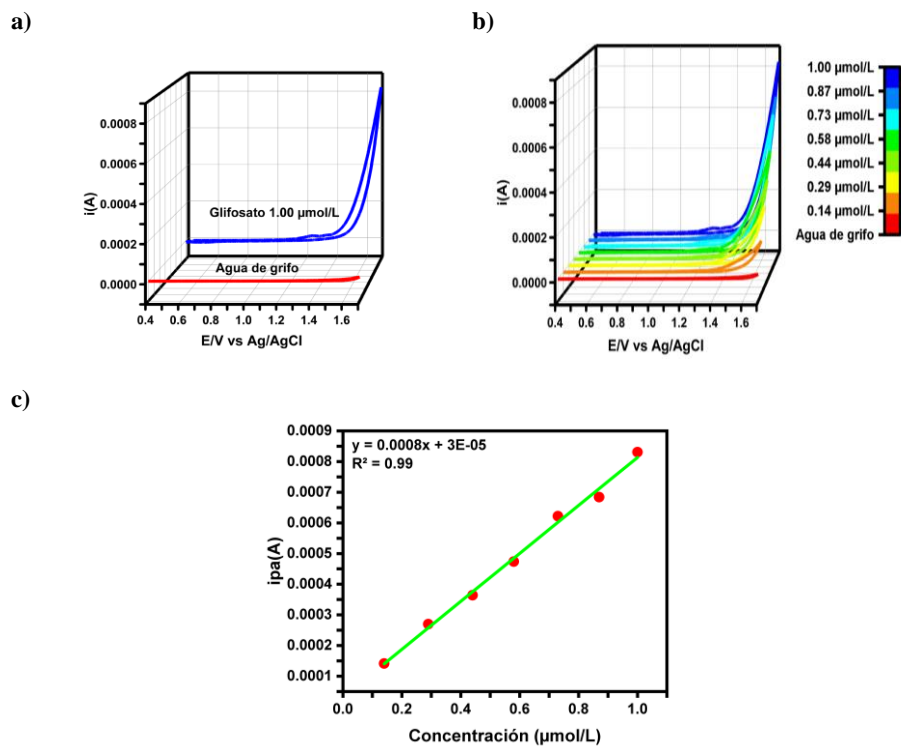 a)
0.0008
0.0006
0.0004
0.0002
0.0000
i(A)
Glifosato 1.00 µmol/L
Agua de grifo
0.4 0.6 0.8 1.0 1.2 1.4 1.6
E/V vs Ag/AgCl
b)
0.0008
0.0006
0.0004
0.0002
0.0000
i(A)
0.4 0.6 0.8 1.0 1.2 1.4 1.6
E/V vs Ag/AgCl
1.00 µmol/L
0.87 µmol/L
0.73 µmol/L
0.58 µmol/L
0.44 µmol/L
0.29 µmol/L
0.14 µmol/L
Agua de grifo
c)
y = 0.0008x + 3E-05
R² = 0.99
0.0009
0.0008
0.0007
0.0006
0.0005
0.0004
0.0003
0.0002
0.0001
ipa(A)
0.0 0.2 0.4 0.6 0.8 1.0
Concentración (µmol/L)